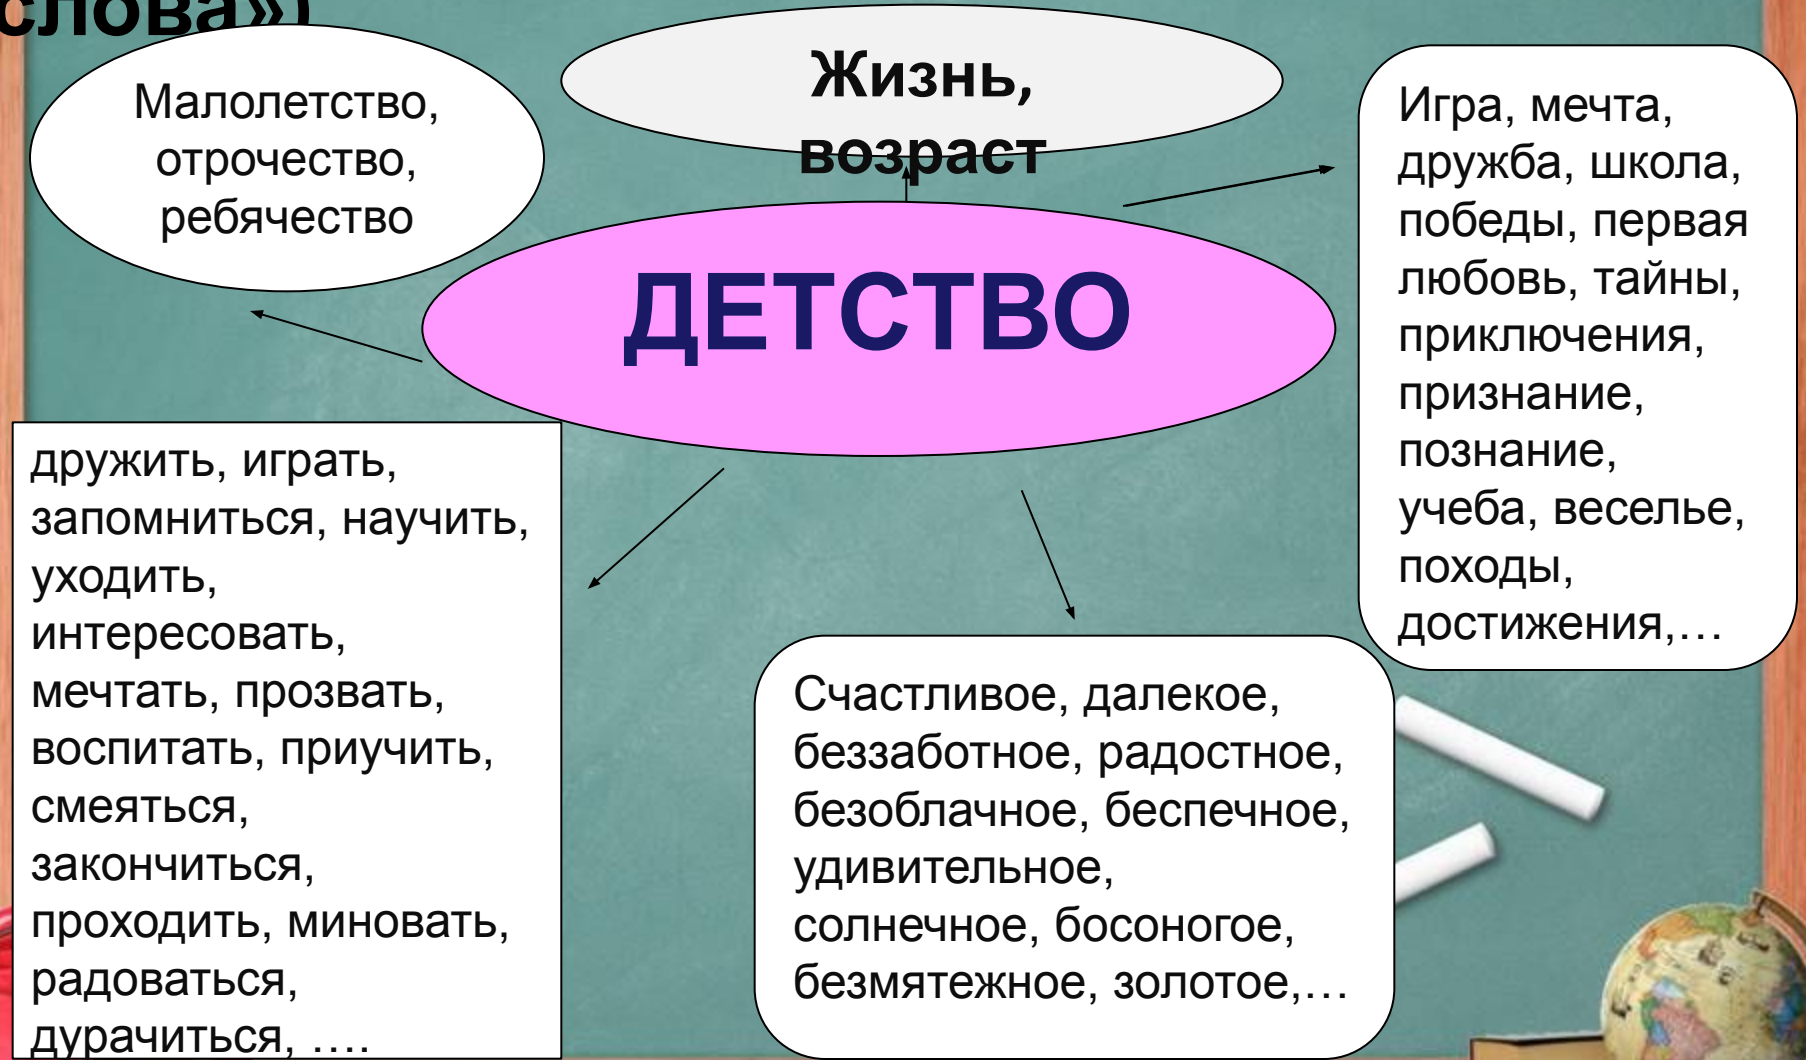 слова»)
Малолетство,
отрочество,
ребячество
Жизнь,
возраст
Игра, мечта,
дружба, школа,
победы, первая
любовь, тайны,
приключения,
признание,
познание,
учеба, веселье,
походы,
достижения,…
ДЕТСТВО
дружить, играть,
запомниться, научить,
уходить,
интересовать,
мечтать, прозвать,
воспитать, приучить,
смеяться,
закончиться,
проходить, миновать,
радоваться,
дурачиться, ….
Счастливое, далекое,
беззаботное, радостное,
безоблачное, беспечное,
удивительное,
солнечное, босоногое,
безмятежное, золотое,…